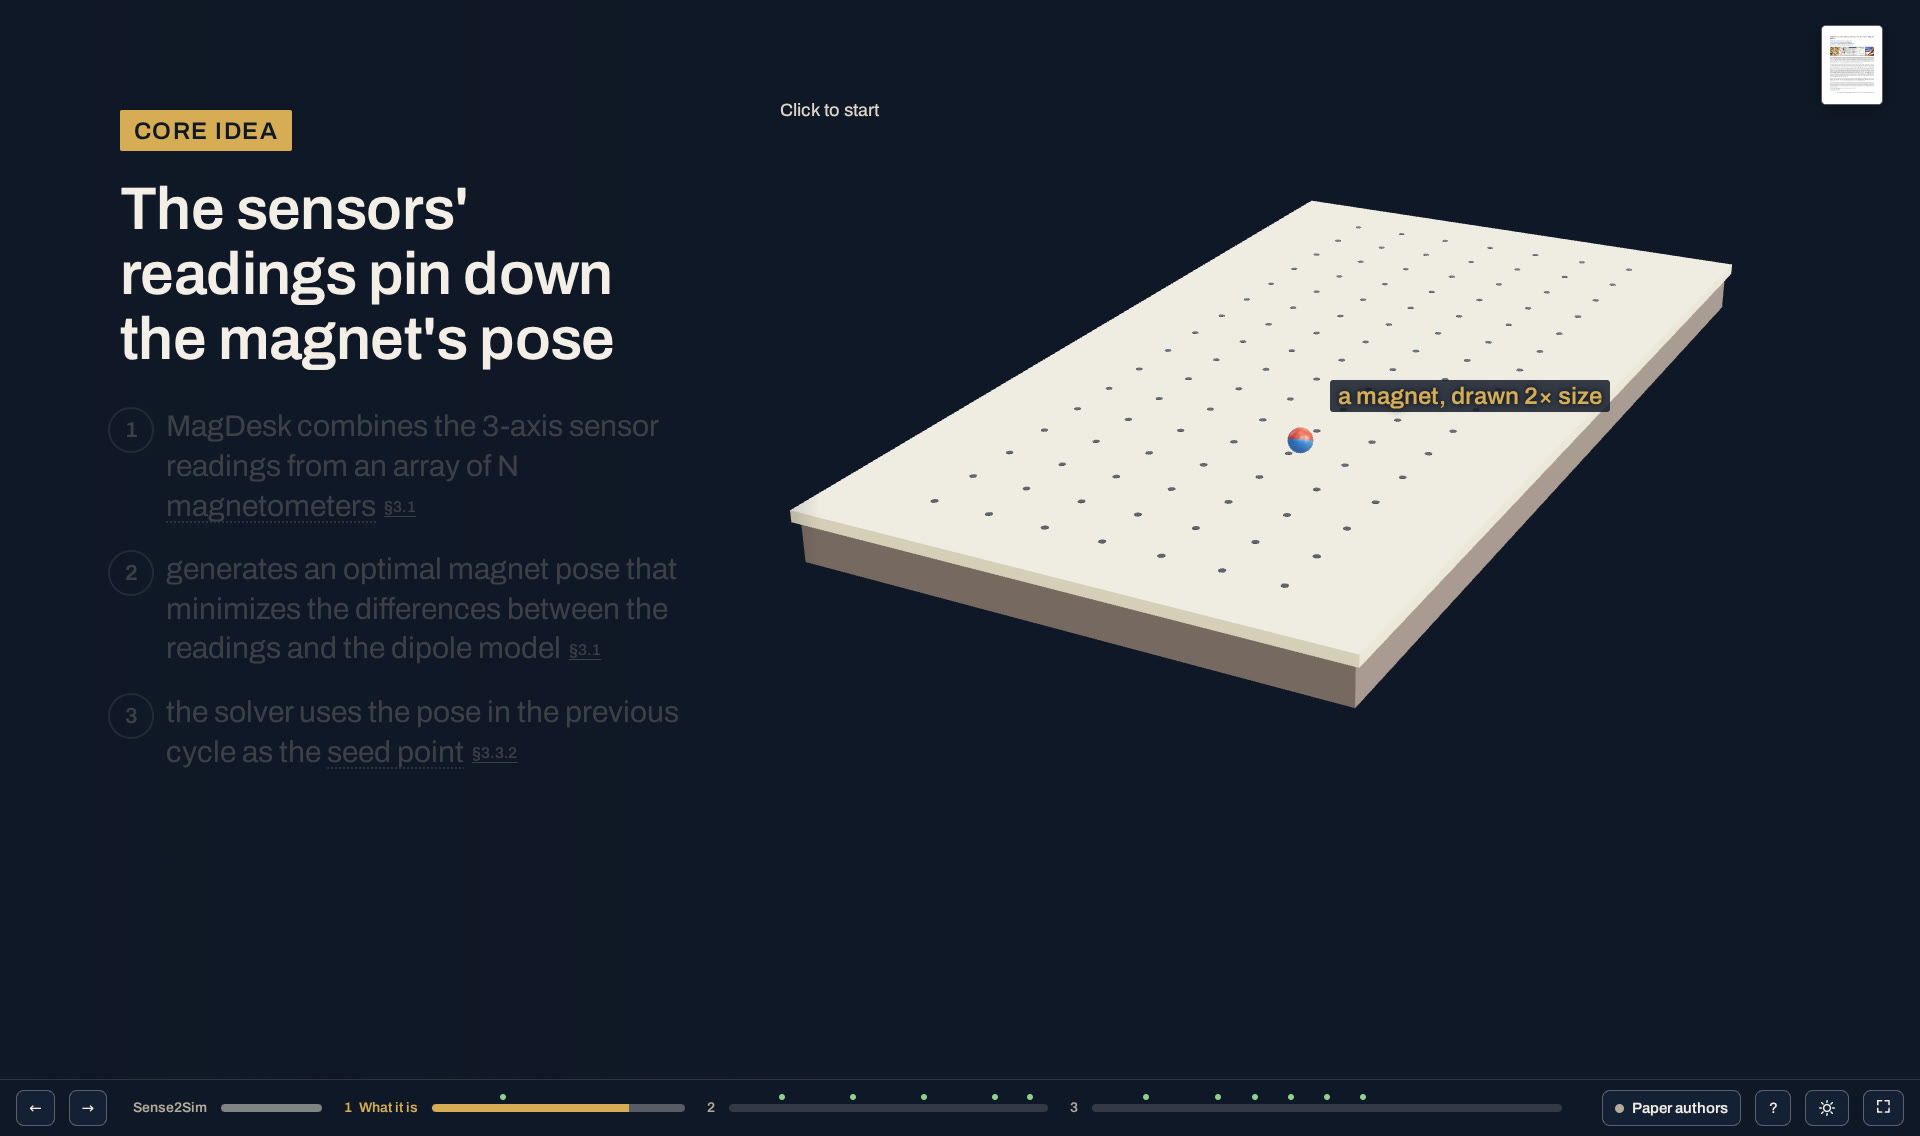 CORE IDEA
Click to start
The sensors'
readings pin down
the magnet's pose
a magnet, drawn 2× size
1 MagDesk combines the 3-axis sensor
readings from an array of N
magnetometers §3.1
2 generates an optimal magnet pose that
minimizes the differences between the
readings and the dipole model §3.1
3 the solver uses the pose in the previous
cycle as the seed point §3.3.2
← → Sense2Sim 1 What it is 2 3 Paper authors ?